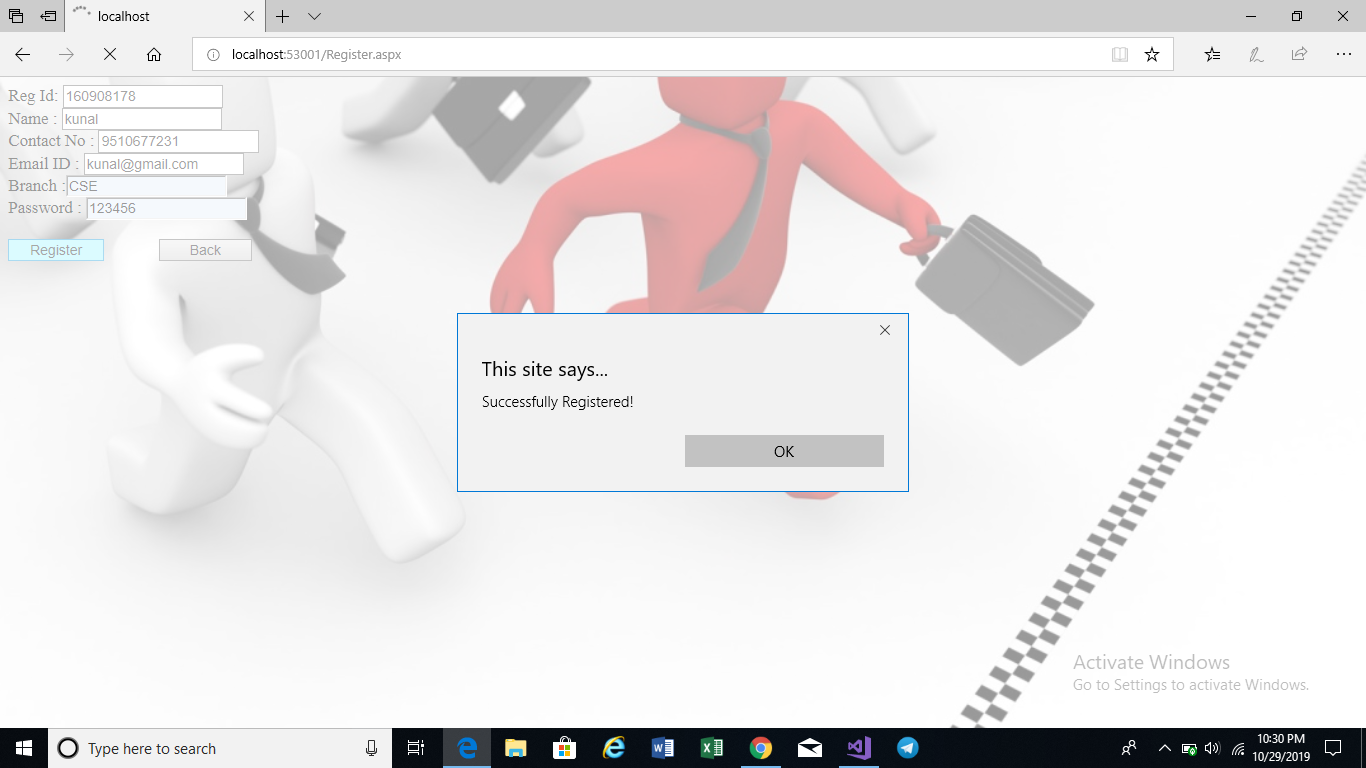 localhost
localhost:53001/Register.aspx
Reg Id: 160908178
Name : kunal
Contact No : 9510677231
Email ID : kunal@gmail.com
Branch :CSE
Password : 123456
Register Back
This site says...
Successfully Registered!
OK
Activate Windows
Go to Settings to activate Windows.
Type here to search
10:30 PM
10/29/2019